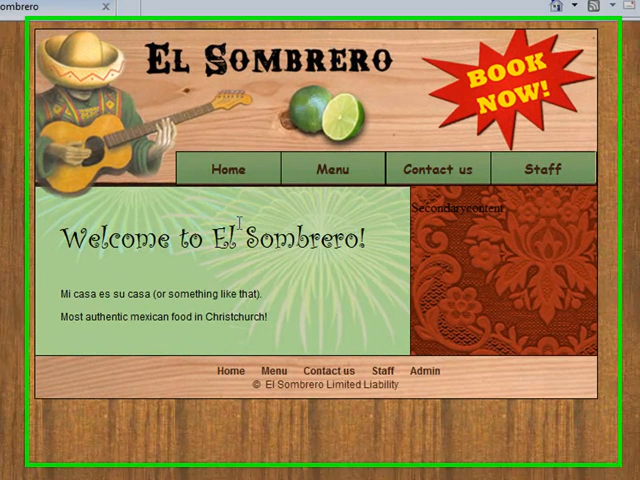 ombrero x
El Sombrero
BOOK
NOW!
Home Menu Contact us Staff
Secondarycontent
Welcome to El Sombrero!
Mi casa es su casa (or something like that).
Most authentic mexican food in Christchurch!
Home Menu Contact us Staff Admin
© El Sombrero Limited Liability